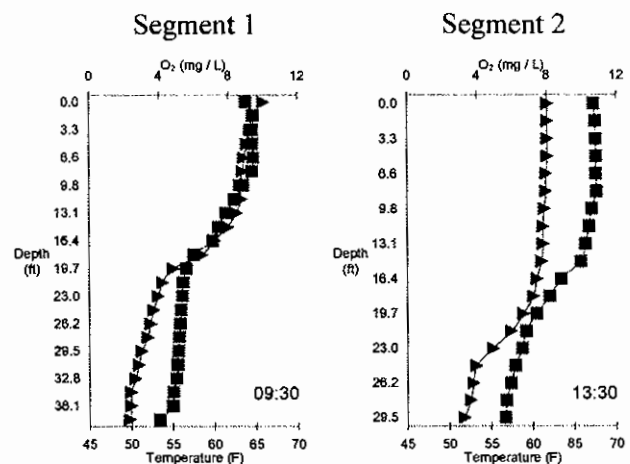 Segment 1 Segment 2
O₂ (mg / L) O₂ (mg / L)
0 4 8 12 0 4 8 12
0.0 0.0
3.3 3.3
6.6 6.6
9.8 9.8
13.1 13.1
16.4 16.4
Depth (ft) Depth (ft)
19.7 19.7
23.0 23.0
26.2 26.2
29.5 29.5
32.8
38.1
09:30 13:30
45 50 55 60 65 70 45 50 55 60 85 70
Temperature (F) Temperature (F)